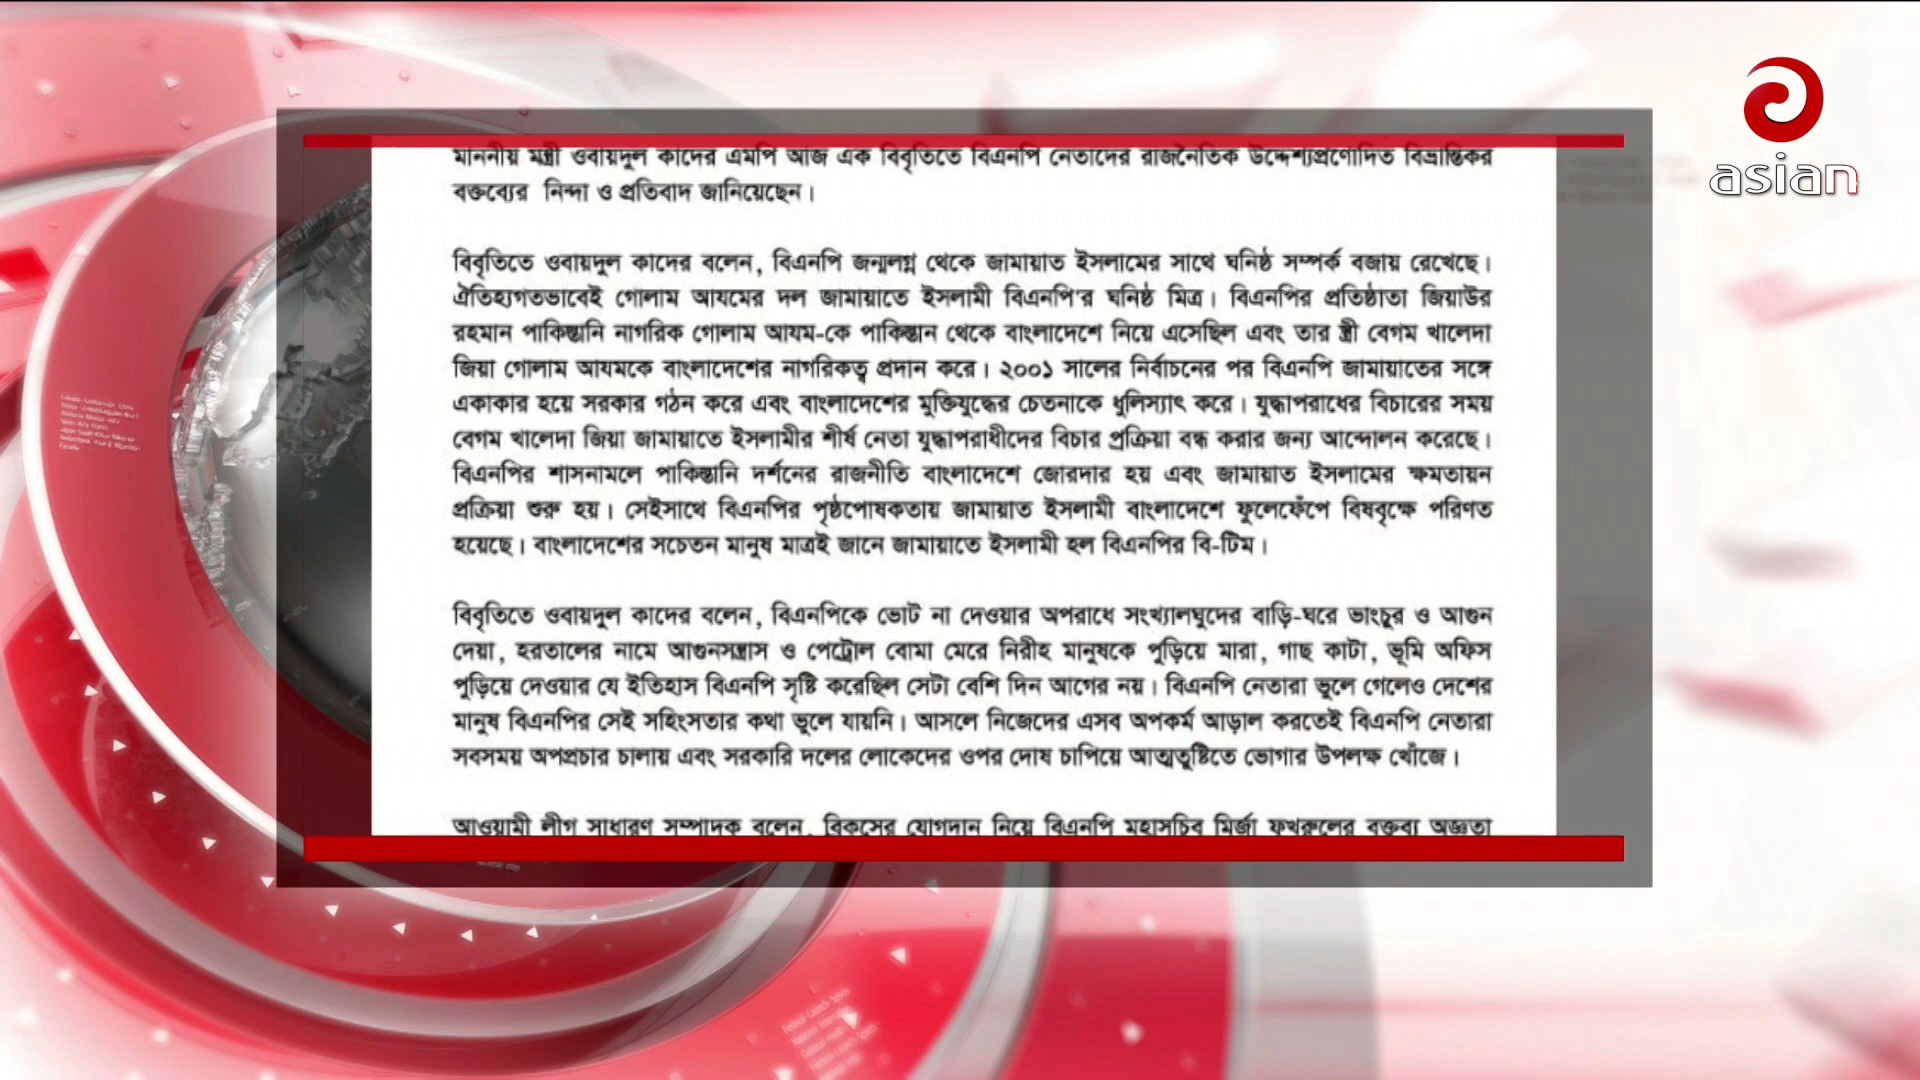 মাননীয় মন্ত্রী ওবায়দুল কাদের এমপি আজ এক বিবৃতিতে বিএনপি নেতাদের রাজনৈতিক উদ্দেশ্যপ্রণোদিত বিভ্রান্তিকর
বক্তব্যের নিন্দা ও প্রতিবাদ জানিয়েছেন।
বিবৃতিতে ওবায়দুল কাদের বলেন, বিএনপি জন্মলগ্ন থেকে জামায়াত ইসলামের সাথে ঘনিষ্ঠ সম্পর্ক বজায় রেখেছে।
ঐতিহ্যগতভাবেই গোলাম আযমের দল জামায়াতে ইসলামী বিএনপি'র ঘনিষ্ঠ মিত্র। বিএনপির প্রতিষ্ঠাতা জিয়াউর
রহমান পাকিস্তানি নাগরিক গোলাম আযম-কে পাকিস্তান থেকে বাংলাদেশে নিয়ে এসেছিল এবং তার স্ত্রী বেগম খালেদা
জিয়া গোলাম আযমকে বাংলাদেশের নাগরিকত্ব প্রদান করে। ২০০১ সালের নির্বাচনের পর বিএনপি জামায়াতের সঙ্গে
একাকার হয়ে সরকার গঠন করে এবং বাংলাদেশের মুক্তিযুদ্ধের চেতনাকে ধুলিস্যাৎ করে। যুদ্ধাপরাধের বিচারের সময়
বেগম খালেদা জিয়া জামায়াতে ইসলামীর শীর্ষ নেতা যুদ্ধাপরাধীদের বিচার প্রক্রিয়া বন্ধ করার জন্য আন্দোলন করেছে।
বিএনপির শাসনামলে পাকিস্তানি দর্শনের রাজনীতি বাংলাদেশে জোরদার হয় এবং জামায়াত ইসলামের ক্ষমতায়ন
প্রক্রিয়া শুরু হয়। সেইসাথে বিএনপির পৃষ্ঠপোষকতায় জামায়াত ইসলামী বাংলাদেশে ফুলেফেঁপে বিষবৃক্ষে পরিণত
হয়েছে। বাংলাদেশের সচেতন মানুষ মাত্রই জানে জামায়াতে ইসলামী হল বিএনপির বি-টিম।
বিবৃতিতে ওবায়দুল কাদের বলেন, বিএনপিকে ভোট না দেওয়ার অপরাধে সংখ্যালঘুদের বাড়ি-ঘরে ভাংচুর ও আগুন
দেয়া, হরতালের নামে আগুনসন্ত্রাস ও পেট্রোল বোমা মেরে নিরীহ মানুষকে পুড়িয়ে মারা, গাছ কাটা, ভূমি অফিস
পুড়িয়ে দেওয়ার যে ইতিহাস বিএনপি সৃষ্টি করেছিল সেটা বেশি দিন আগের নয়। বিএনপি নেতারা ভুলে গেলেও দেশের
মানুষ বিএনপির সেই সহিংসতার কথা ভুলে যায়নি। আসলে নিজেদের এসব অপকর্ম আড়াল করতেই বিএনপি নেতারা
সবসময় অপপ্রচার চালায় এবং সরকারি দলের লোকেদের ওপর দোষ চাপিয়ে আত্মতুষ্টিতে ভোগার উপলক্ষ খোঁজে।
আওয়ামী লীগ সাধারণ সম্পাদক বলেন, বিকসের যোগদান নিয়ে বিএনপি মহাসচিব মির্জা ফখরুলের বক্তব্য অজ্ঞতা
asian